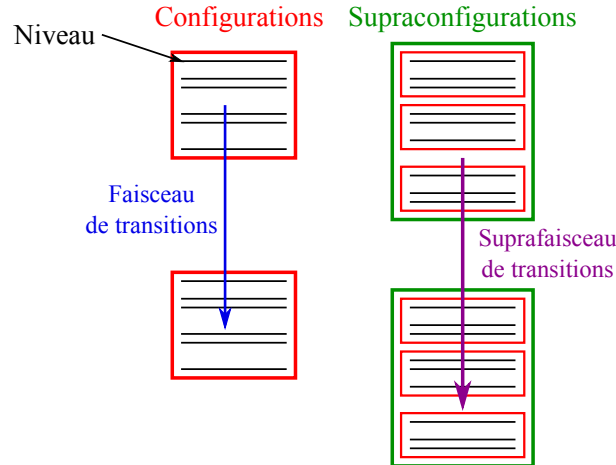 Configurations
Supraconfigurations
Niveau
Faisceau
de transitions
Suprafaisceau
de transitions